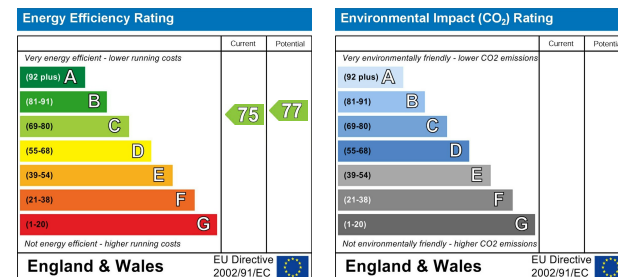 Energy Efficiency Rating
Current Potential
Very energy efficient - lower running costs
(92 plus) A
(81-91) B
(69-80) C
(55-68) D
(39-54) E
(21-38) F
(1-20) G
75 77
Not energy efficient - higher running costs
England & Wales
EU Directive
2002/91/EC
Environmental Impact (CO₂) Rating
Current Potential
Very environmentally friendly - lower CO2 emissions
(92 plus) A
(81-91) B
(69-80) C
(55-68) D
(39-54) E
(21-38) F
(1-20) G
Not environmentally friendly - higher CO2 emissions
England & Wales
EU Directive
2002/91/EC